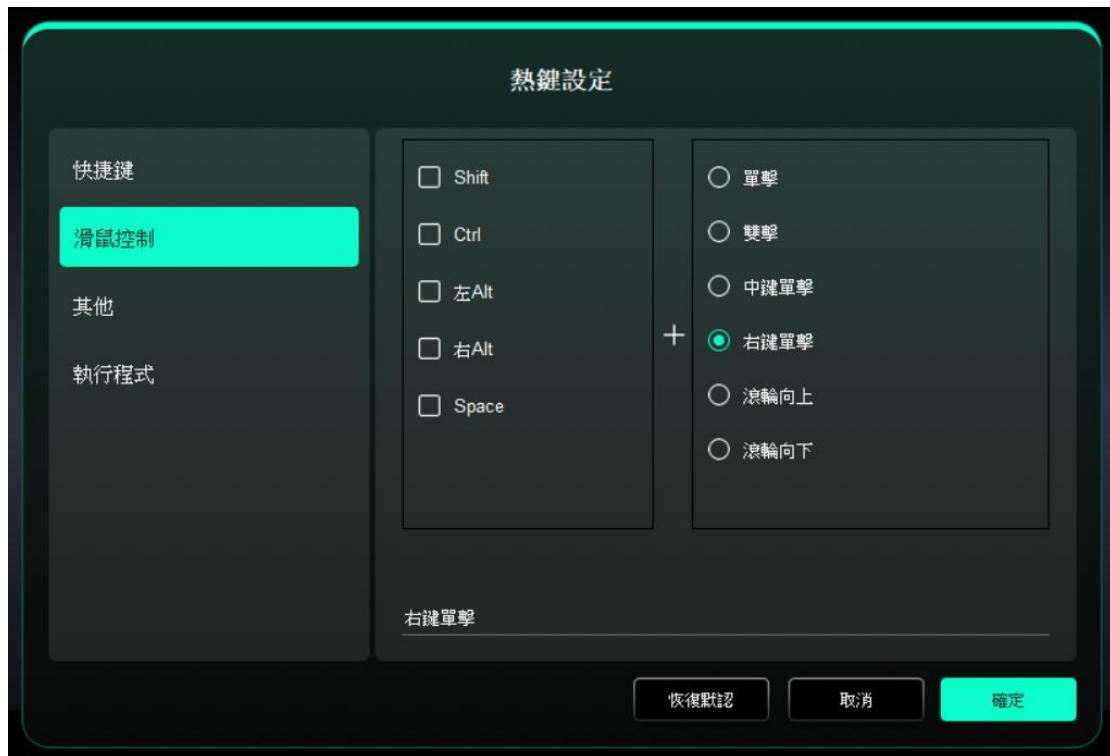 熱鍵設定
快捷鍵
滑鼠控制
其他
執行程式
Shift
Ctrl
左Alt
右Alt
Space
+
單擊
雙擊
中鍵單擊
右鍵單擊
滾輪向上
滾輪向下
右鍵單擊
恢復默認
取消
確定